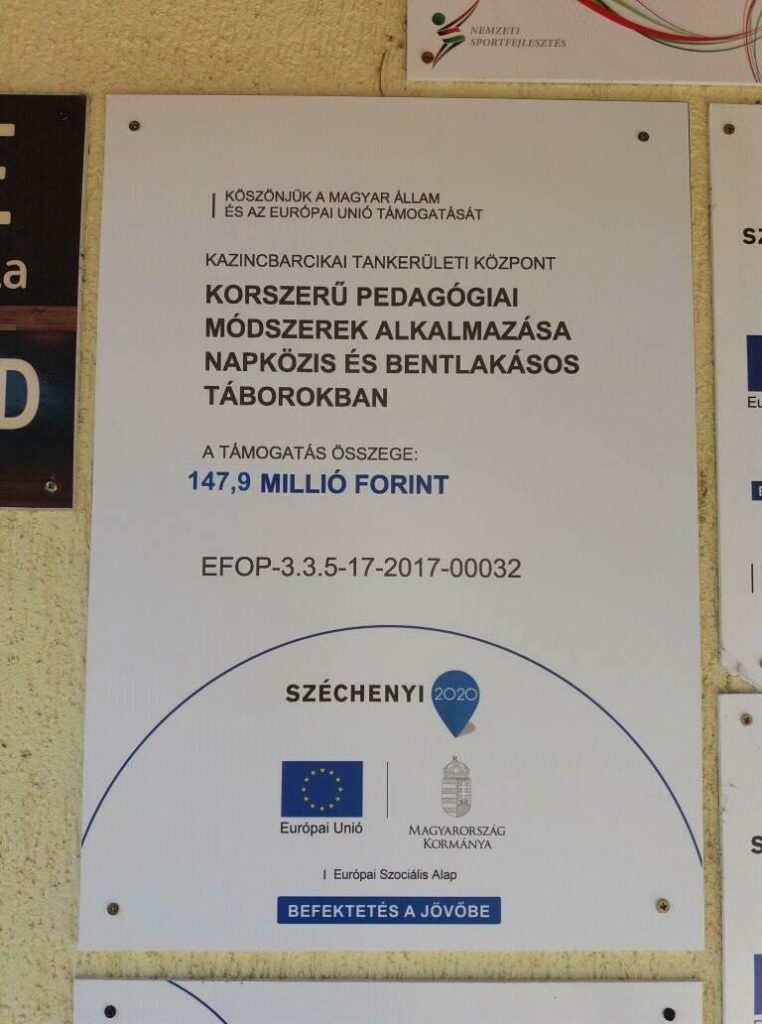 NEMZETI
SPORTFEJLESZTÉS
KÖSZÖNJÜK A MAGYAR ÁLLAM
ÉS AZ EURÓPAI UNIÓ TÁMOGATÁSÁT
KAZINCBARCIKAI TANKERÜLETI KÖZPONT
KORSZERŰ PEDAGÓGIAI
MÓDSZEREK ALKALMAZÁSA
NAPKÖZIS ÉS BENTLAKÁSOS
TÁBOROKBAN
A TÁMOGATÁS ÖSSZEGE:
147,9 MILLIÓ FORINT
EFOP-3.3.5-17-2017-00032
SZÉCHENYI 2020
Európai Unió
MAGYARORSZÁG
KORMÁNYA
Európai Szociális Alap
BEFEKTETÉS A JÖVŐBE